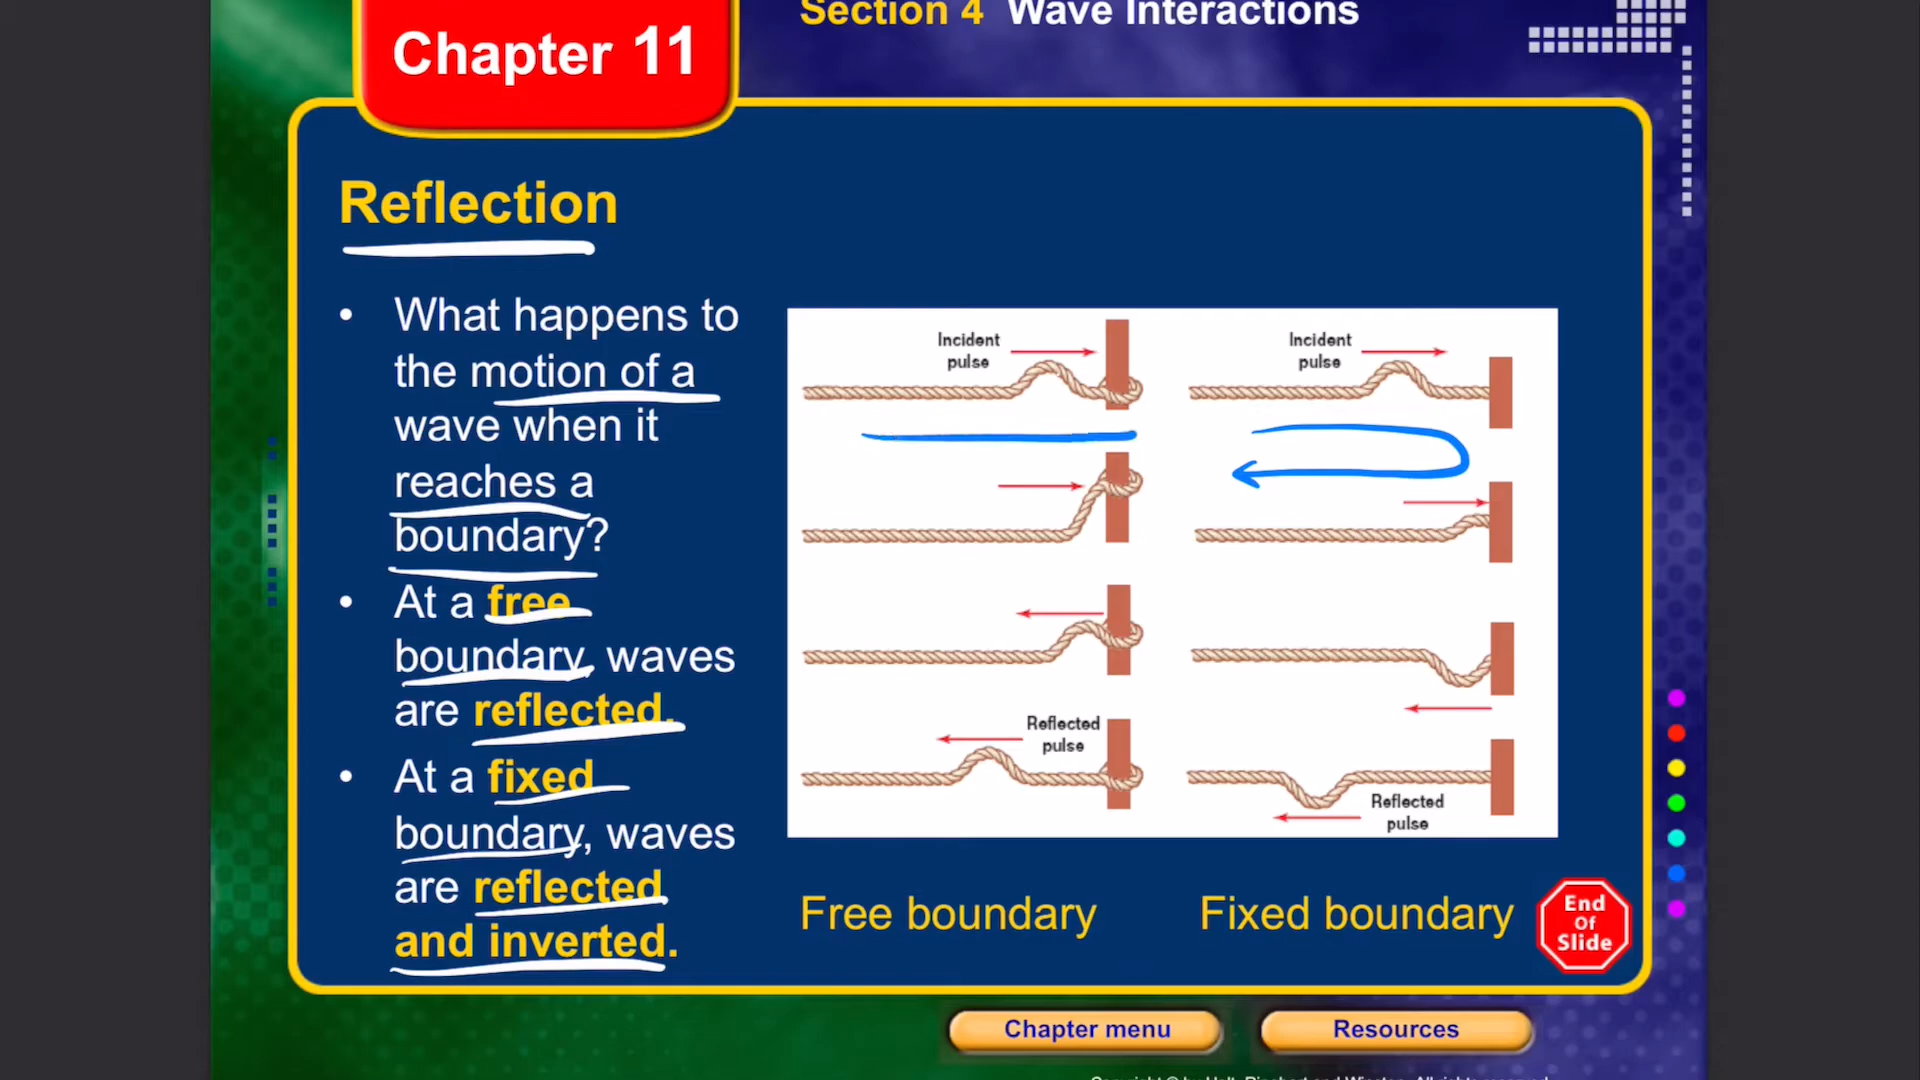 Section 4 Wave Interactions
Chapter 11
Reflection
• What happens to
the motion of a
wave when it
reaches a
boundary?
• At a free
boundary, waves
are reflected.
• At a fixed
boundary, waves
are reflected
and inverted.
Incident
pulse
Reflected
pulse
Incident
pulse
Reflected
pulse
Free boundary
Fixed boundary
End
Of
Slide
Chapter menu
Resources